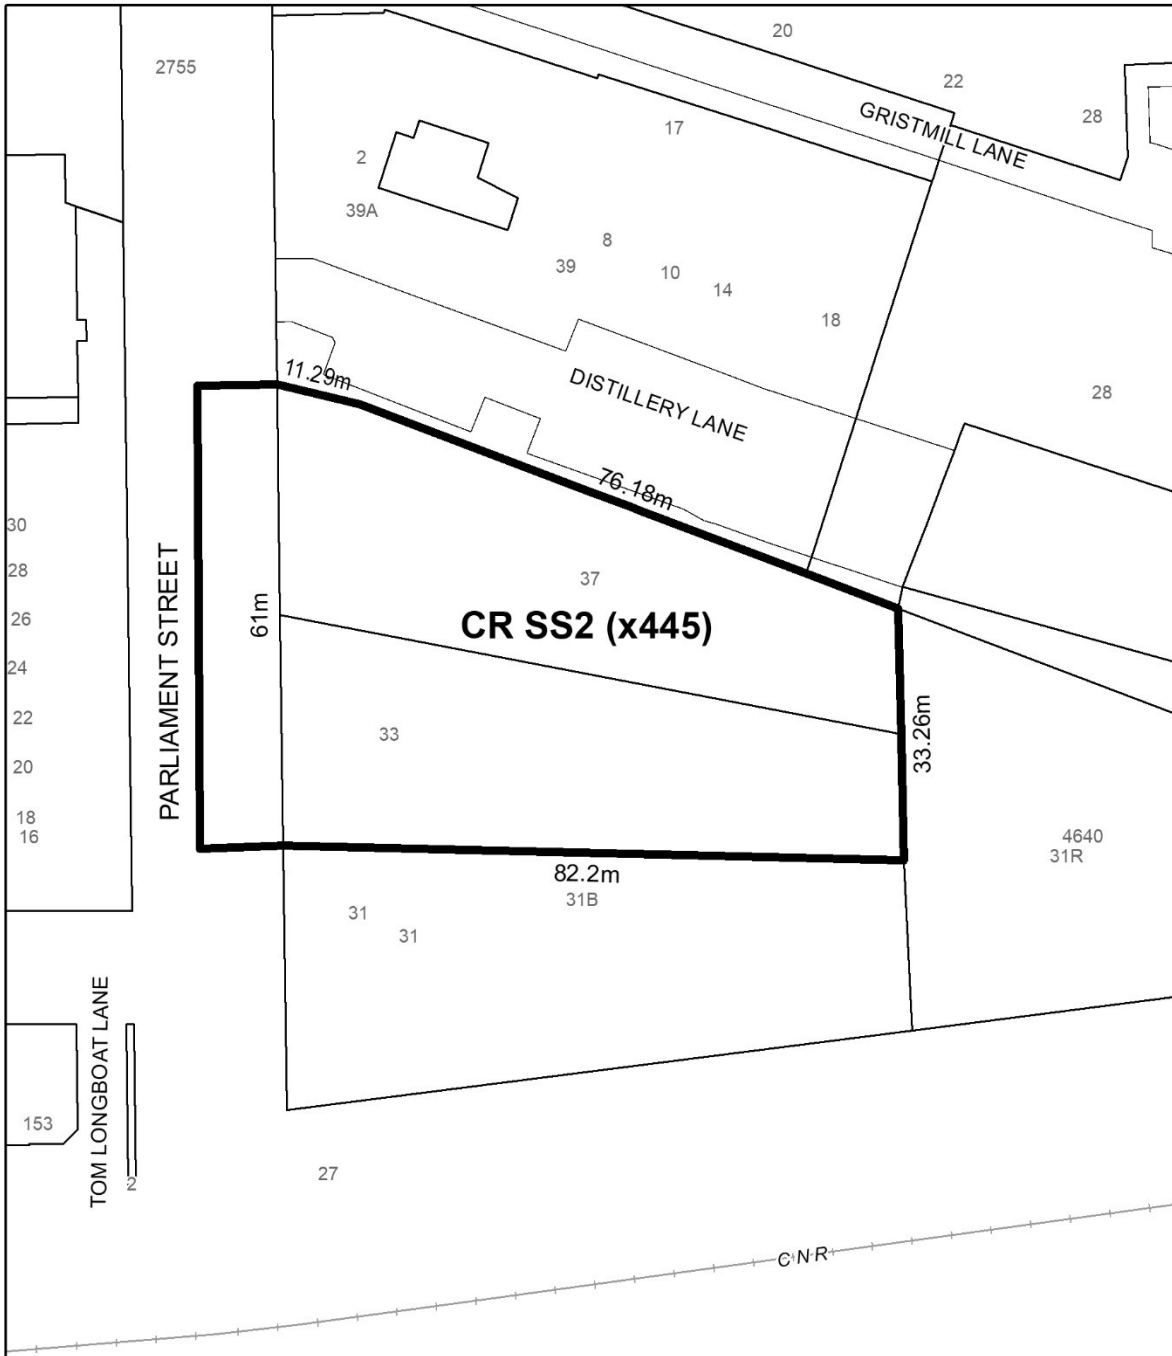 20
2755
22
28
GRISTMILL LANE
17
2
39A
8
39
10
14
18
11.29m
DISTILLERY LANE
28
76.18m
30
28
26
24
22
20
18
16
PARLIAMENT STREET
61m
37
CR SS2 (x445)
33
33.26m
4640
31R
82.2m
31B
31
31
TOM LONGBOAT LANE
153
2
27
CNR